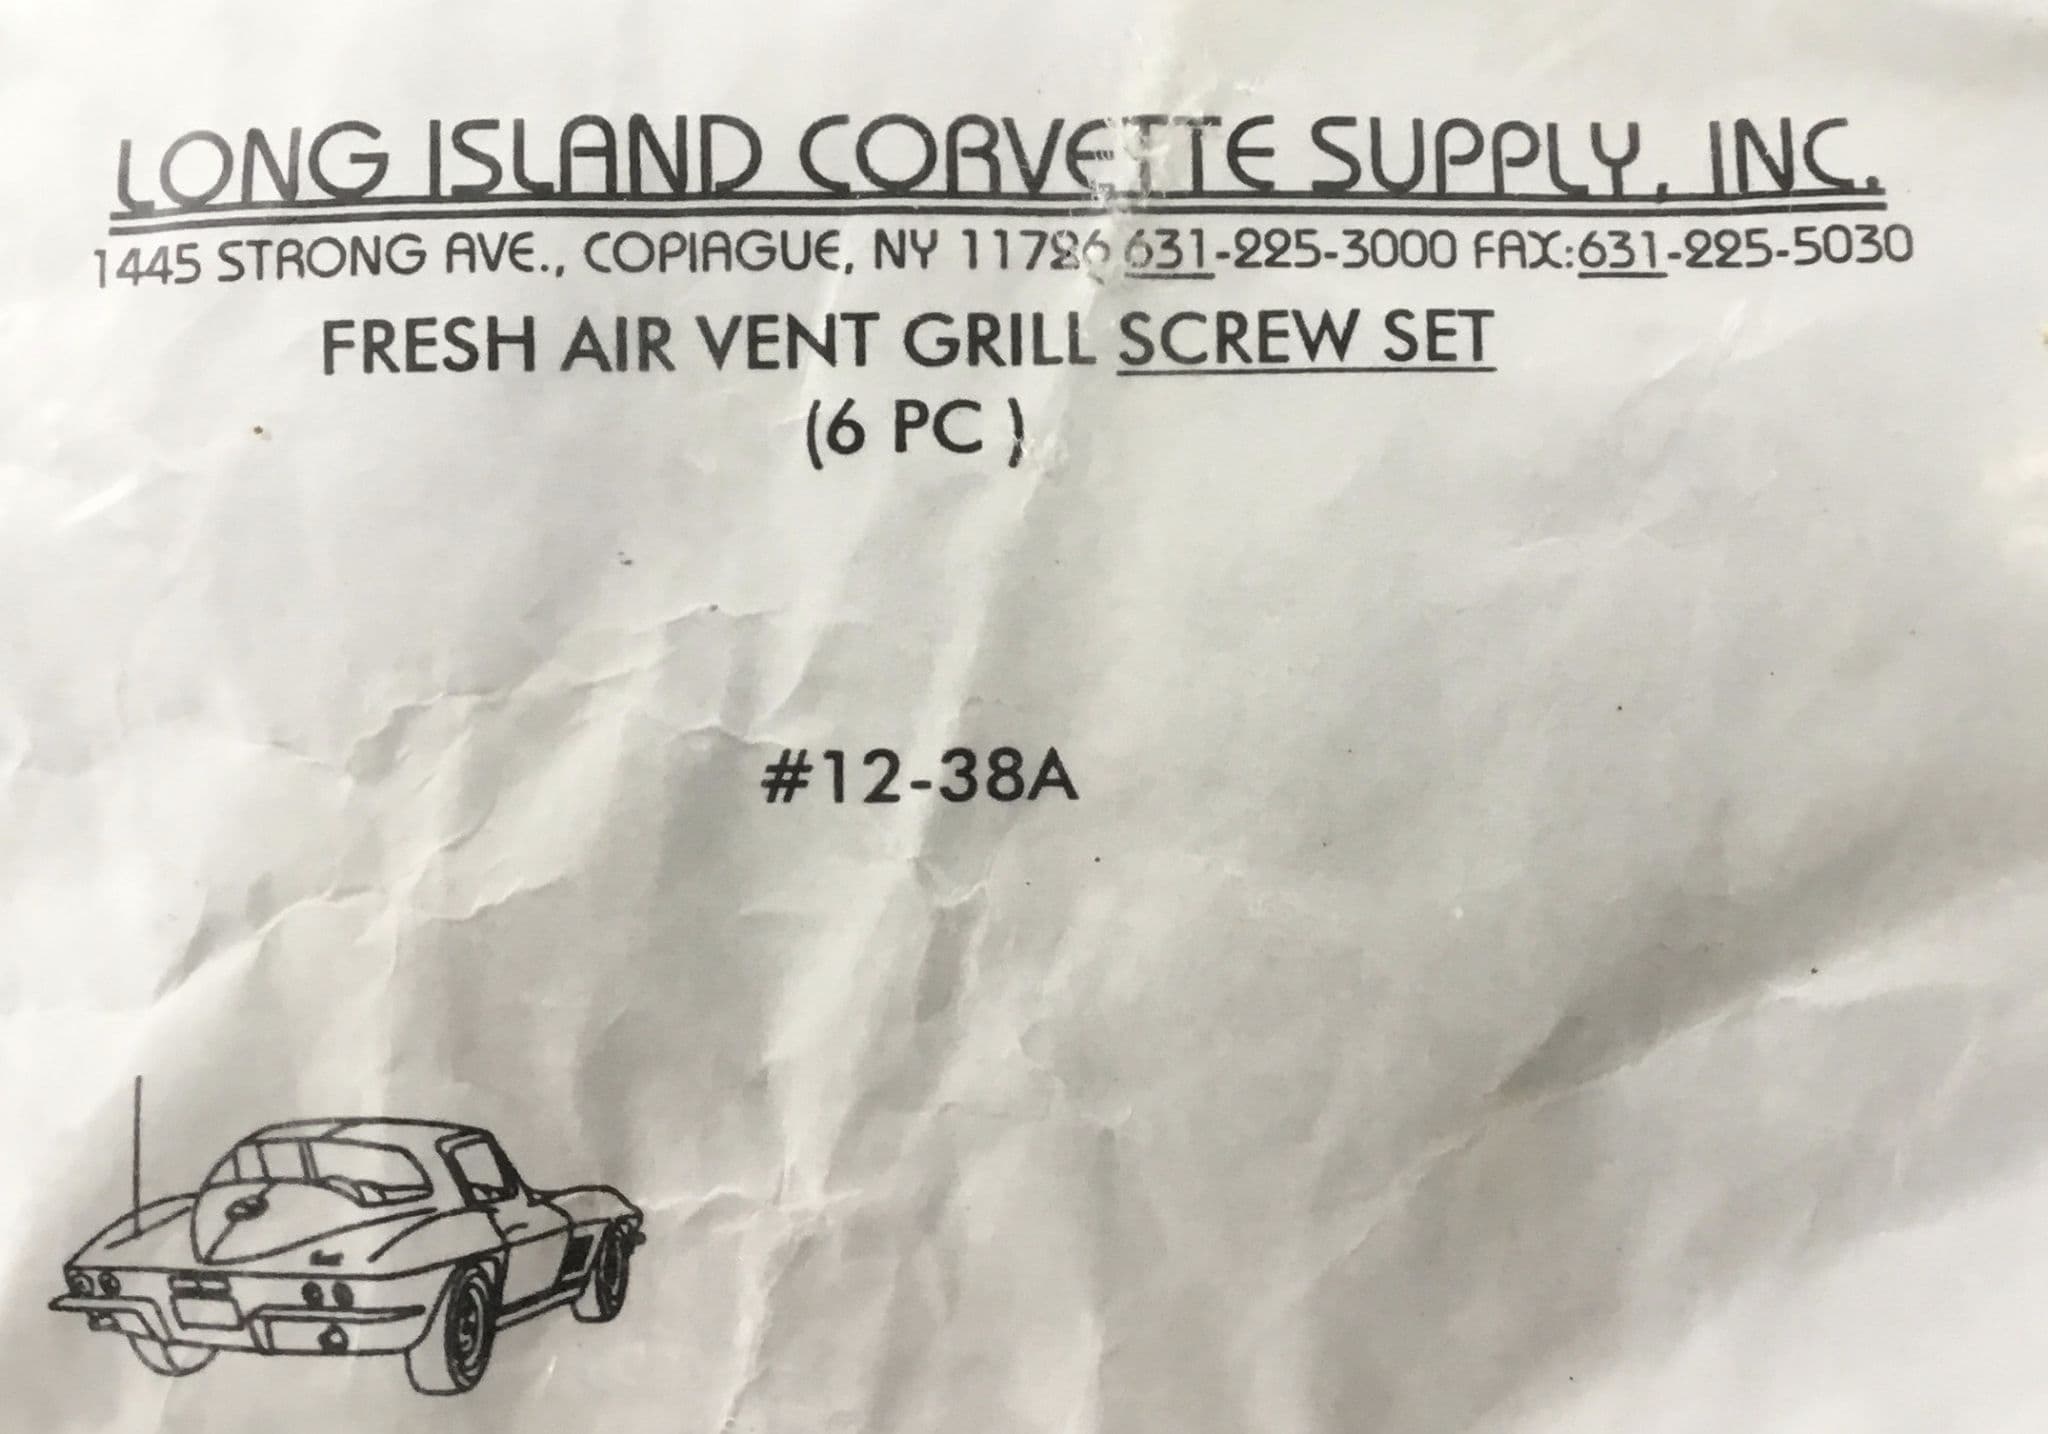 LONG ISLAND CORVETTE SUPPLY, INC.
1445 STRONG AVE., COPIAGUE, NY 11726 631-225-3000 FAX:631-225-5030
FRESH AIR VENT GRILL SCREW SET
(6 PC )
#12-38A